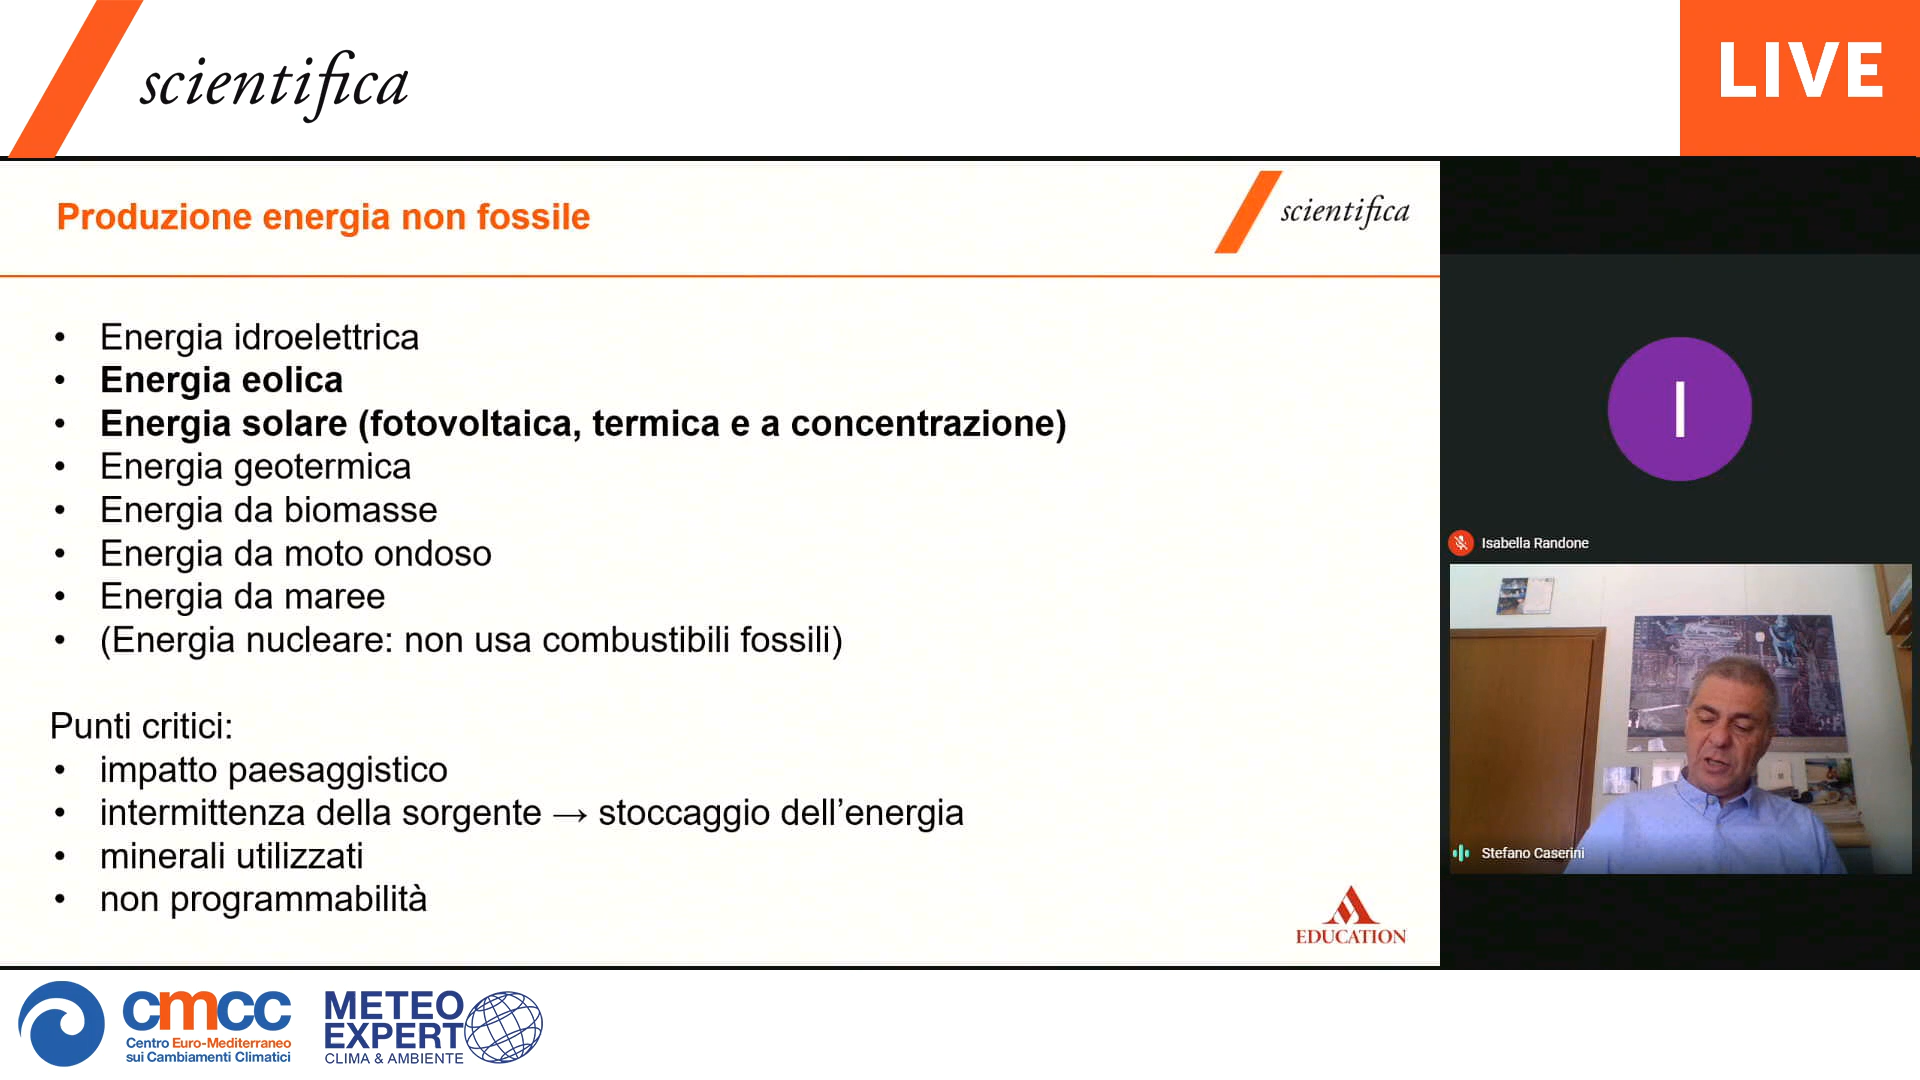 scientifica
LIVE
Produzione energia non fossile
scientifica
• Energia idroelettrica
• Energia eolica
• Energia solare (fotovoltaica, termica e a concentrazione)
• Energia geotermica
• Energia da biomasse
• Energia da moto ondoso
• Energia da maree
• (Energia nucleare: non usa combustibili fossili)
Punti critici:
• impatto paesaggistico
• intermittenza della sorgente → stoccaggio dell’energia
• minerali utilizzati
• non programmabilità
EDUCATION
I
Isabella Randone
Stefano Caserini
cmcc
Centro Euro-Mediterraneo
sui Cambiamenti Climatici
METEO
EXPERT
CLIMA & AMBIENTE